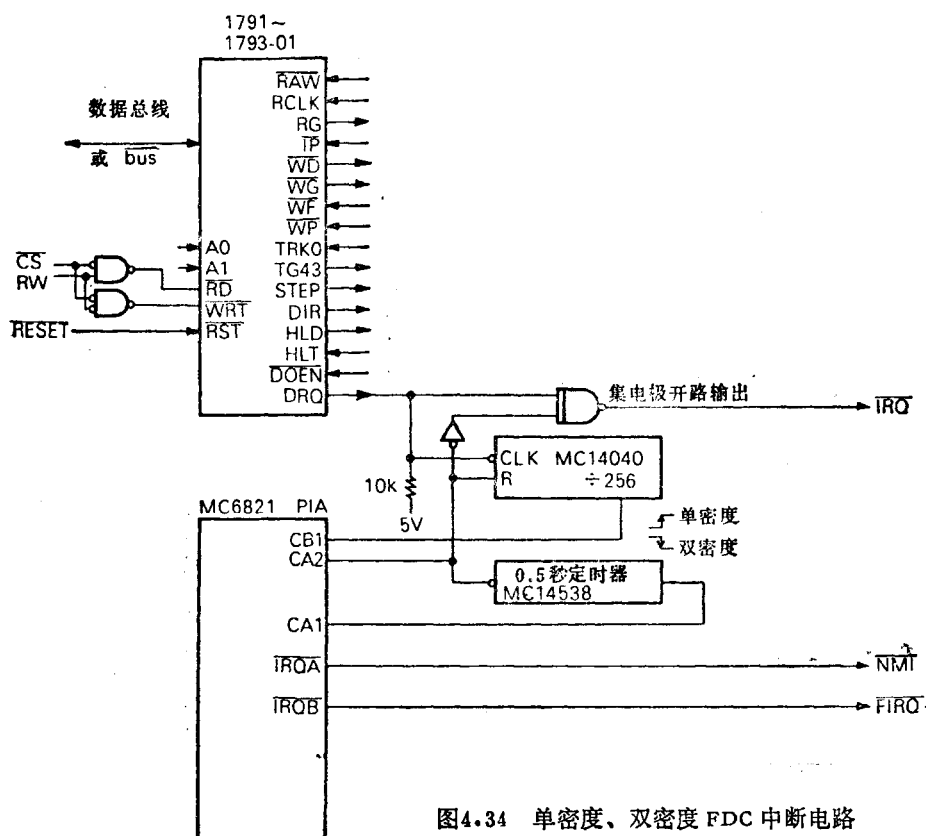 1791~
1793-01
数据总线
或 bus
RAW
RCLK
RG
IP
WD
WG
WF
WP
A0
TRK0
CS
A1
TG43
RW
RD
STEP
WRT
DIR
RESET
RST
HLD
HLT
DOEN
DRQ
集电极开路输出
IRQ
CLK MC14040
R ÷256
10k
5V
MC6821 PIA
单密度
双密度
CB1
CA2
0.5秒定时器
MC14538
CA1
IRQA
NMI
IRQB
FIRQ
图4.34 单密度、双密度 FDC 中断电路